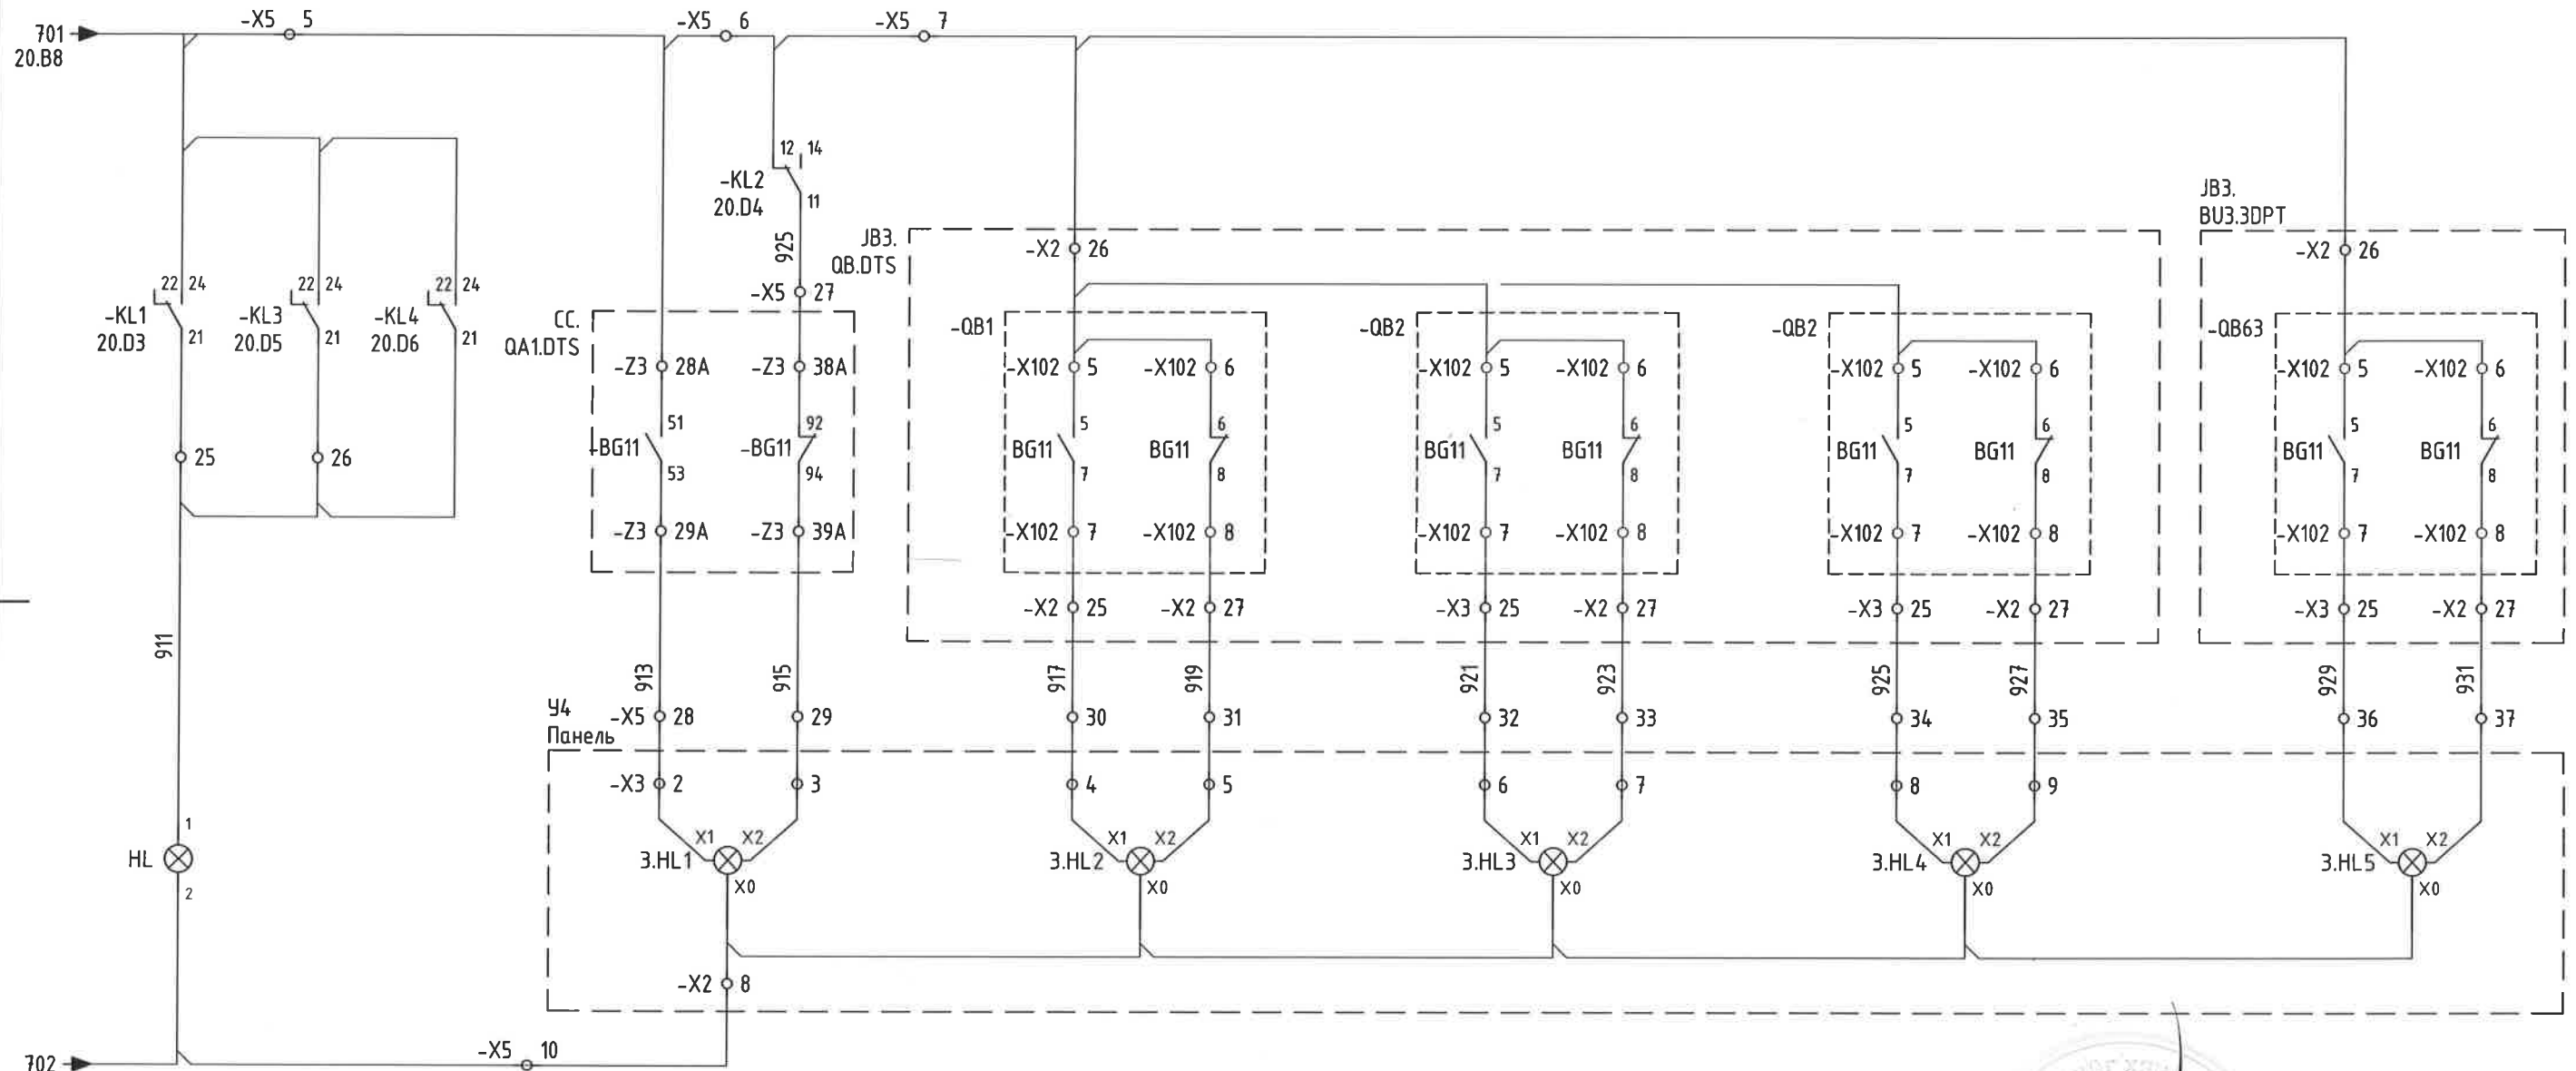 -X5 5
-X5 6
-X5 7
701
20.B8
12 14
-KL2
20.D4
11
925
JB3.
QB.DTS
JB3.
BU3.3DPT
-X2 26
-X2 26
-X5 27
22 24
22 24
22 24
-KL1
20.D3
21
-KL3
20.D5
21
-KL4
20.D6
21
CC.
QA1.DTS
-QB1
-QB2
-QB2
-QB63
-Z3 28A
-Z3 38A
-X102 5
-X102 6
-X102 5
-X102 6
-X102 5
-X102 6
-X102 5
-X102 6
51
92
5
6
5
6
5
6
5
6
-BG11
-BG11
BG11
BG11
BG11
BG11
BG11
BG11
BG11
BG11
25
26
53
94
7
8
7
8
7
8
7
8
-Z3 29A
-Z3 39A
-X102 7
-X102 8
-X102 7
-X102 8
-X102 7
-X102 8
-X102 7
-X102 8
-X2 25
-X2 27
-X3 25
-X2 27
-X3 25
-X2 27
-X3 25
-X2 27
911
913
915
917
919
921
923
925
927
929
931
У4
Панель
-X5 28
29
30
31
32
33
34
35
36
37
-X3 2
3
4
5
6
7
8
9
1
HL
2
X1 X2
3.HL1
X0
X1 X2
3.HL2
X0
X1 X2
3.HL3
X0
X1 X2
3.HL4
X0
X1 X2
3.HL5
X0
-X2 8
-X5 10
702